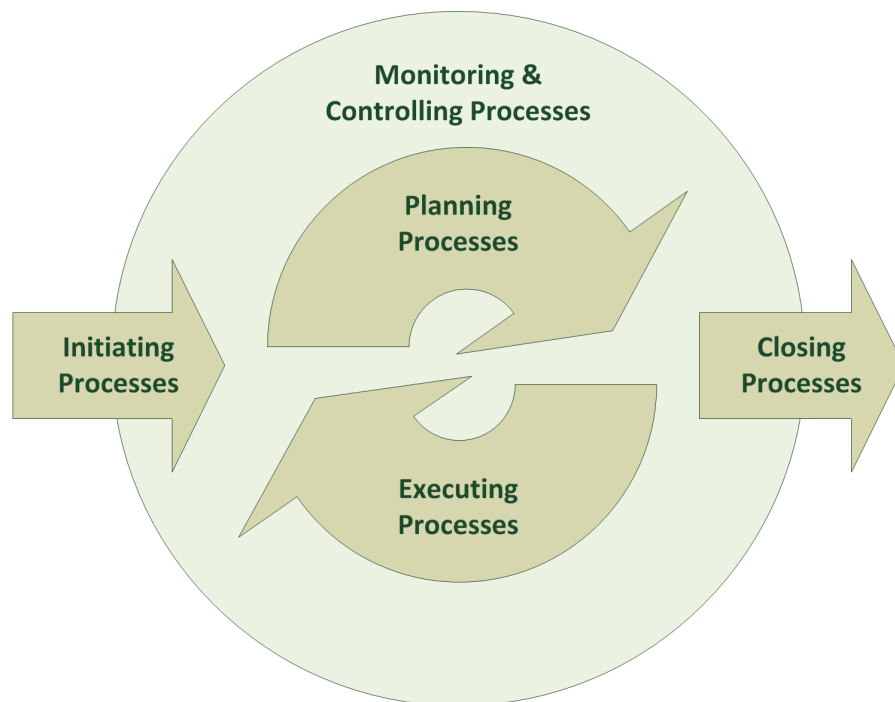 Monitoring &
Controlling Processes
Planning
Processes
Initiating
Processes
Closing
Processes
Executing
Processes